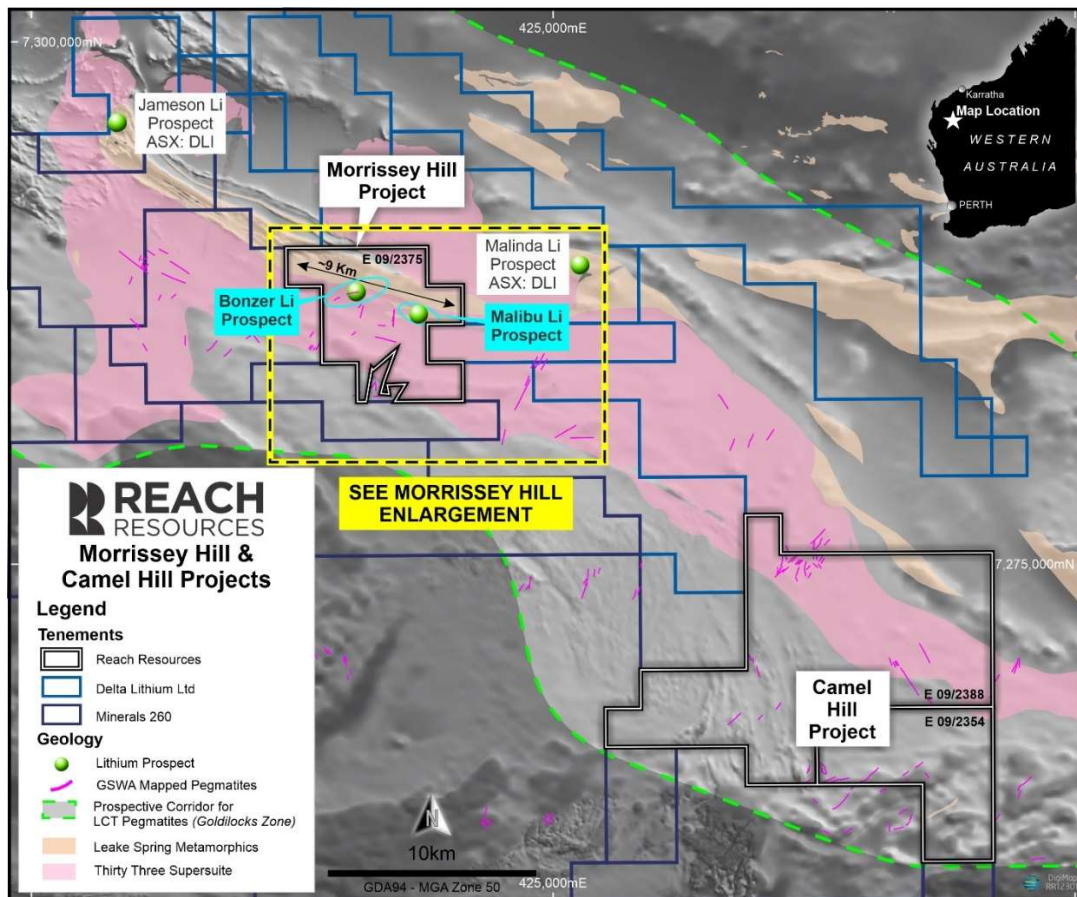 425,000mE
7,300,000mN
Karratha
Map Location
WESTERN
AUSTRALIA
PERTH
Jameson Li
Prospect
ASX: DLI
Morrissey Hill
Project
E 09/2375
~9 Km
Malinda Li
Prospect
ASX: DLI
Bonzer Li
Prospect
Malibu Li
Prospect
SEE MORRISSEY HILL
ENLARGEMENT
7,275,000mN
Camel
Hill
Project
E 09/2388
E 09/2354
REACH
RESOURCES
Morrissey Hill &
Camel Hill Projects
Legend
Tenements
Reach Resources
Delta Lithium Ltd
Minerals 260
Geology
Lithium Prospect
GSWA Mapped Pegmatites
Prospective Corridor for
LCT Pegmatites (Goldilocks Zone)
Leake Spring Metamorphics
Thirty Three Supersuite
N
10km
GDA94 - MGA Zone 50
425,000mE
DigiMap